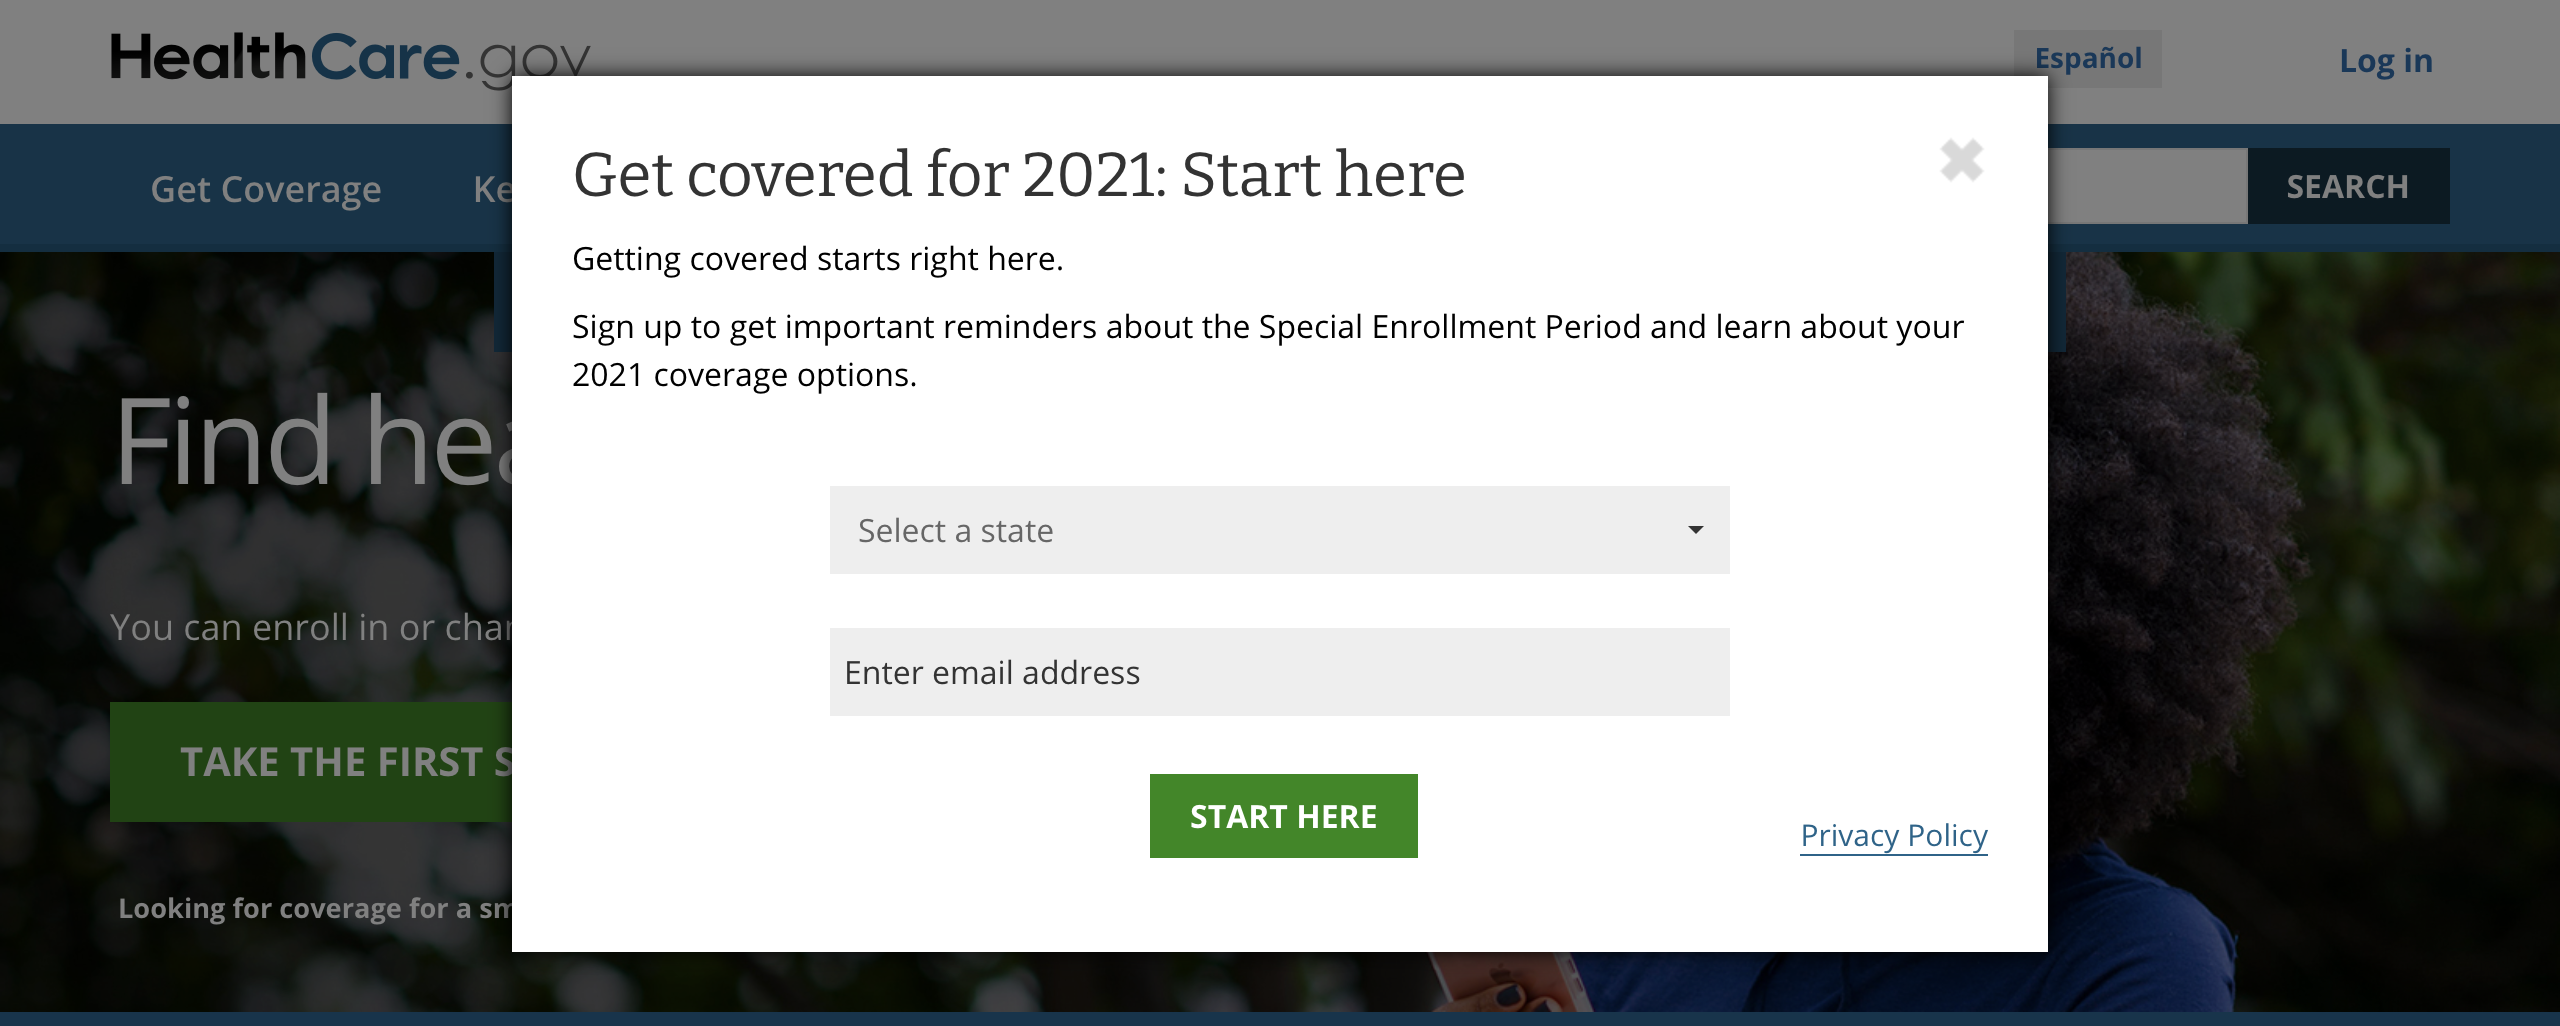 HealthCare.gov
Español
Log in
Get Coverage
Ke
SEARCH
Get covered for 2021: Start here
Getting covered starts right here.
Sign up to get important reminders about the Special Enrollment Period and learn about your
2021 coverage options.
Select a state
Enter email address
START HERE
Privacy Policy
Find hea
You can enroll in or chan
TAKE THE FIRST S
Looking for coverage for a sm